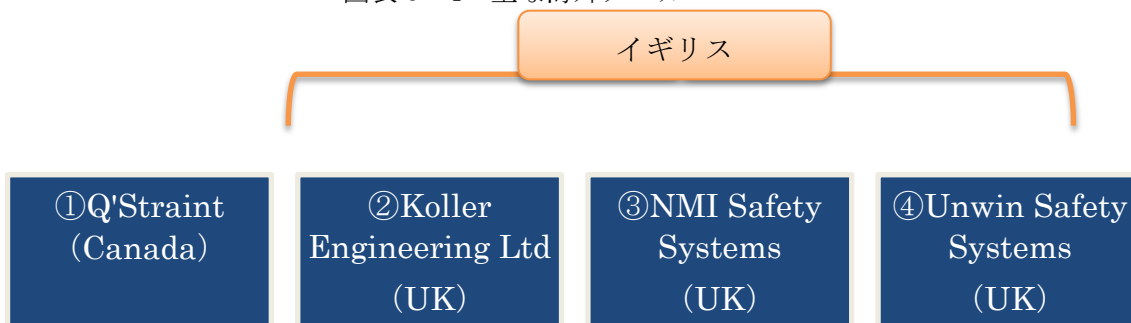 イギリス
①Q'Straint
（Canada）
②Koller
Engineering Ltd
（UK）
③NMI Safety
Systems
（UK）
④Unwin Safety
Systems
（UK）